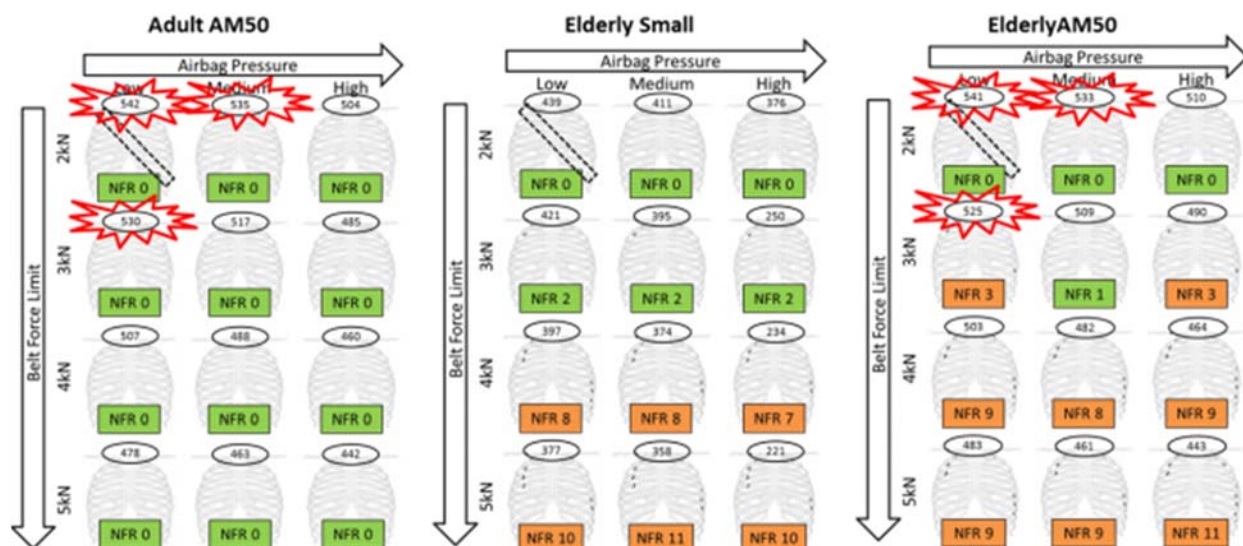 Adult AM50
Elderly Small
ElderlyAM50
Airbag Pressure
Airbag Pressure
Airbag Pressure
Low Medium High
Low Medium High
Low Medium High
Belt Force Limit
Belt Force Limit
Belt Force Limit
2kN
542 535 504
NFR 0 NFR 0 NFR 0
2kN
439 411 376
NFR 0 NFR 0 NFR 0
2kN
541 533 510
NFR 0 NFR 0 NFR 0
3kN
530 517 485
NFR 0 NFR 0 NFR 0
3kN
421 395 250
NFR 2 NFR 2 NFR 2
3kN
525 509 490
NFR 3 NFR 1 NFR 3
4kN
507 488 460
NFR 0 NFR 0 NFR 0
4kN
397 374 234
NFR 8 NFR 8 NFR 7
4kN
503 482 464
NFR 9 NFR 8 NFR 9
5kN
478 463 442
NFR 0 NFR 0 NFR 0
5kN
377 358 221
NFR 10 NFR 11 NFR 10
5kN
483 461 443
NFR 9 NFR 9 NFR 11